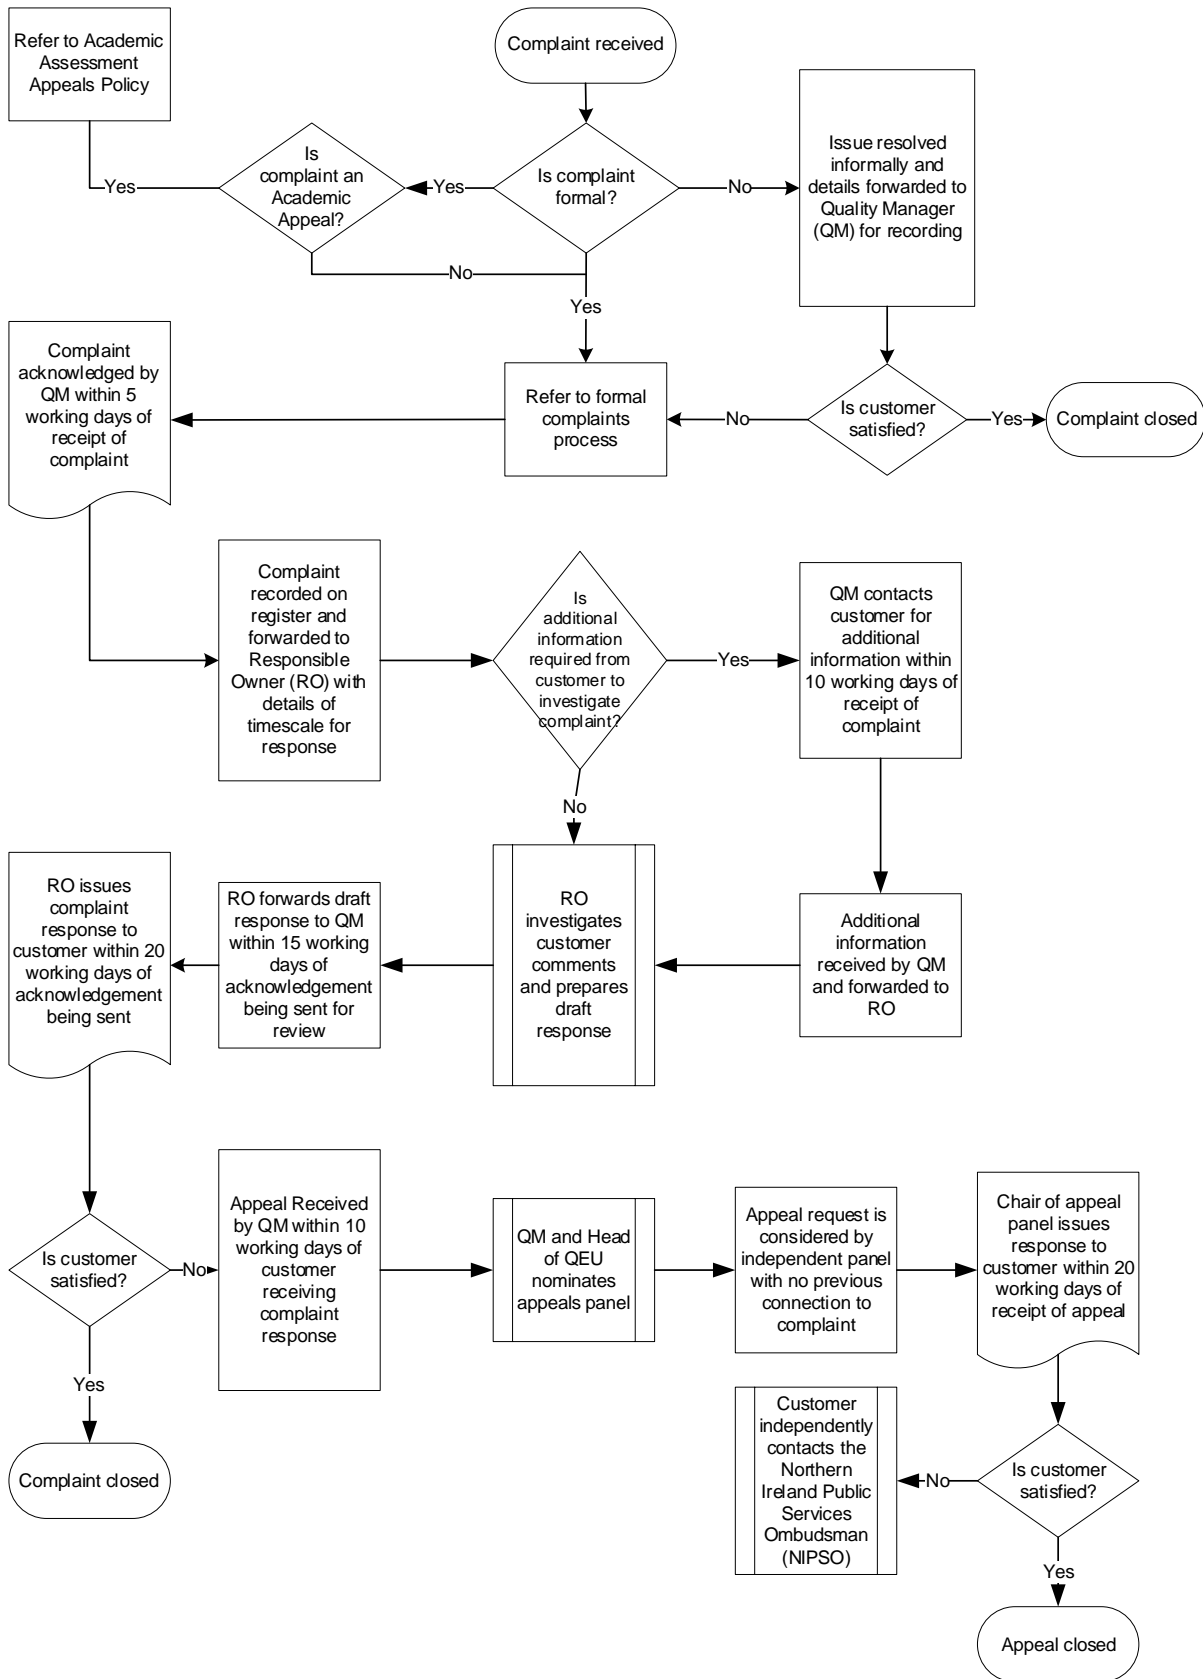 Complaint received
Refer to Academic
Assessment
Appeals Policy
Is
complaint an
Academic
Appeal?
Yes
Yes
Is complaint
formal?
No
Issue resolved
informally and
details forwarded to
Quality Manager
(QM) for recording
No
Yes
Complaint
acknowledged by
QM within 5
working days of
receipt of
complaint
Refer to formal
complaints
process
No
Is customer
satisfied?
Yes
Complaint closed
Complaint
recorded on
register and
forwarded to
Responsible
Owner (RO) with
details of
timescale for
response
Is
additional
information
required from
customer to
investigate
complaint?
Yes
QM contacts
customer for
additional
information within
10 working days of
receipt of
complaint
No
RO issues
complaint
response to
customer within 20
working days of
acknowledgement
being sent
RO forwards draft
response to QM
within 15 working
days of
acknowledgement
being sent for
review
RO
investigates
customer
comments
and prepares
draft
response
Additional
information
received by QM
and forwarded to
RO
Is customer
satisfied?
No
Appeal Received
by QM within 10
working days of
customer
receiving
complaint
response
QM and Head
of QEU
nominates
appeals panel
Appeal request is
considered by
independent panel
with no previous
connection to
complaint
Chair of appeal
panel issues
response to
customer within 20
working days of
receipt of appeal
Yes
Complaint closed
Customer
independently
contacts the
Northern
Ireland Public
Services
Ombudsman
(NIPSO)
No
Is customer
satisfied?
Yes
Appeal closed